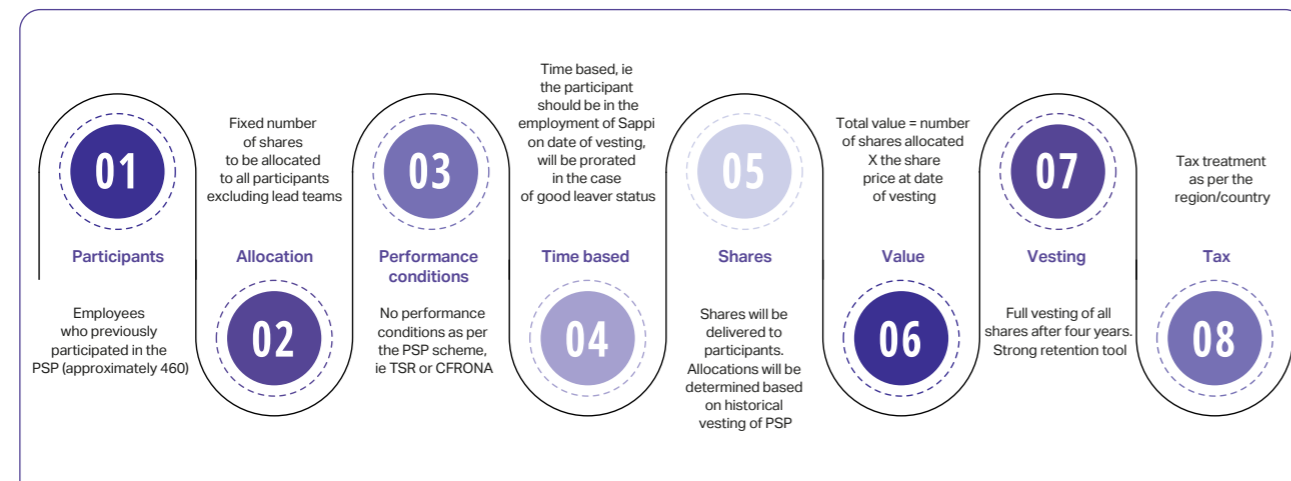 01
Participants
Employees
who previously
participated in the
PSP (approximately 460)
Fixed number
of shares
to be allocated
to all participants
excluding lead teams
Allocation
02
03
Performance
conditions
No performance
conditions as per
the PSP scheme,
ie TSR or CFRONA
Time based, ie
the participant
should be in the
employment of Sappi
on date of vesting,
will be prorated
in the case
of good leaver status
Time based
04
05
Shares
Shares will be
delivered to
participants.
Allocations will be
determined based
on historical
vesting of PSP
Total value = number
of shares allocated
X the share
price at date
of vesting
Value
06
07
Vesting
Full vesting of all
shares after four years.
Strong retention tool
Tax treatment
as per the
region/country
Tax
08